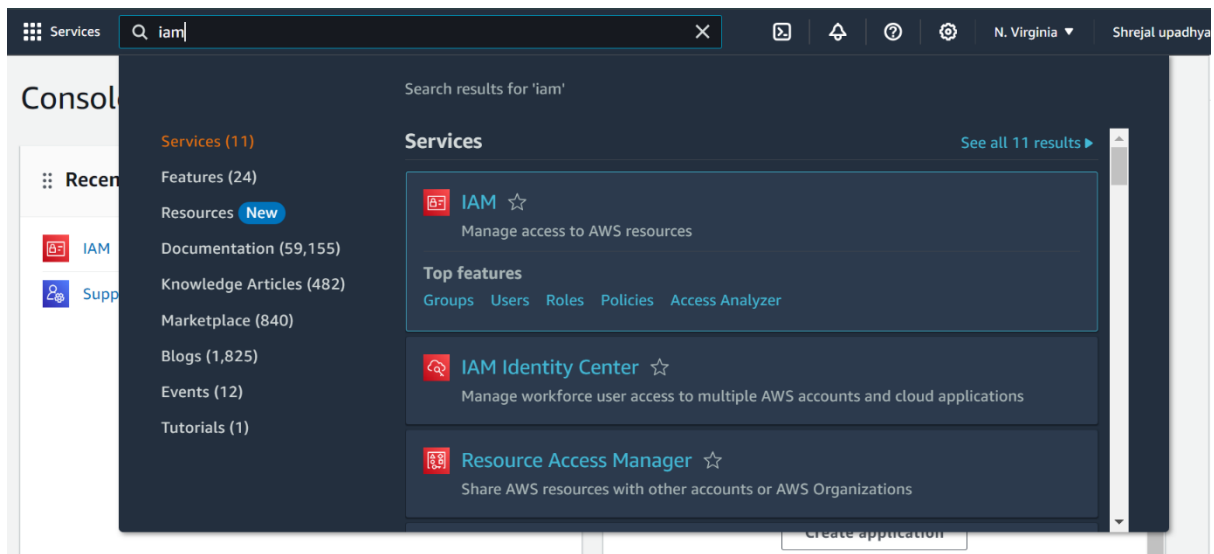 Services
iam
N. Virginia ▼
Shrejal upadhya
Search results for 'iam'
Services (11)
Features (24)
Resources New
Documentation (59,155)
Knowledge Articles (482)
Marketplace (840)
Blogs (1,825)
Events (12)
Tutorials (1)
Services
See all 11 results ▶
IAM
Manage access to AWS resources
Top features
Groups Users Roles Policies Access Analyzer
IAM Identity Center
Manage workforce user access to multiple AWS accounts and cloud applications
Resource Access Manager
Share AWS resources with other accounts or AWS Organizations
Consol
Recen
IAM
Supp
Create application